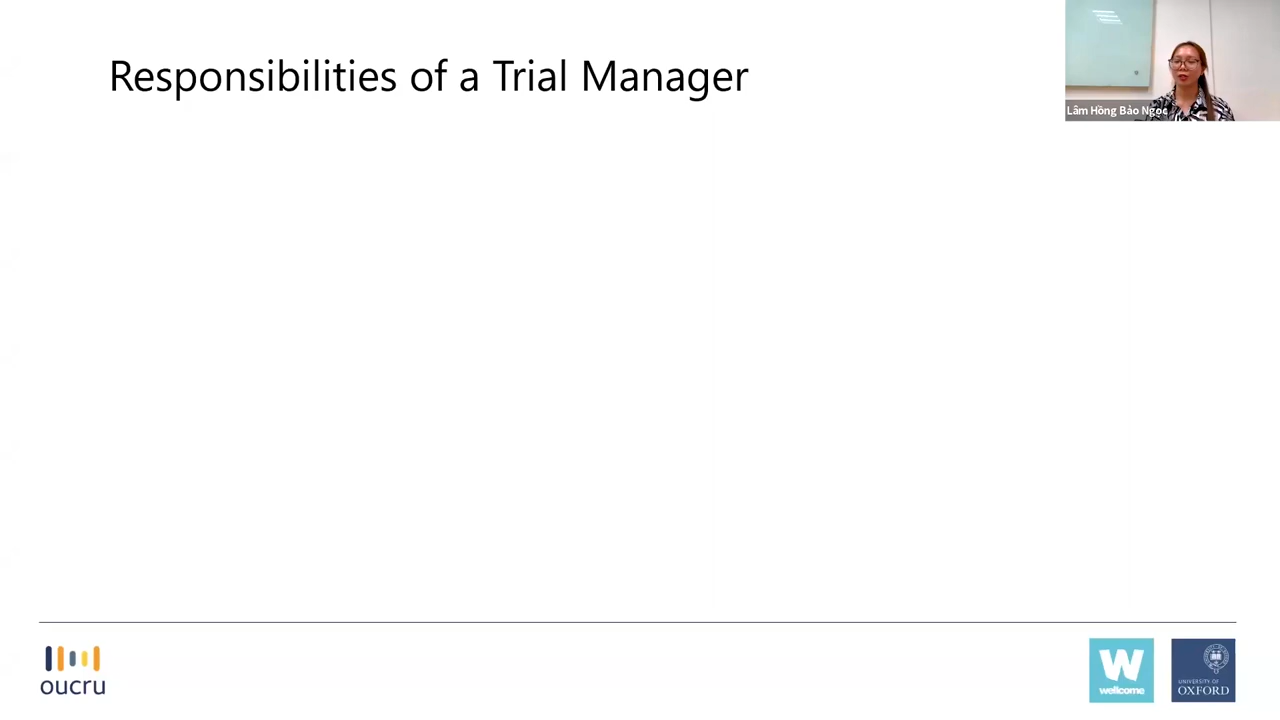 Responsibilities of a Trial Manager
Lâm Hồng Bảo Ngọc
oucru
W
wellcome
UNIVERSITY OF
OXFORD